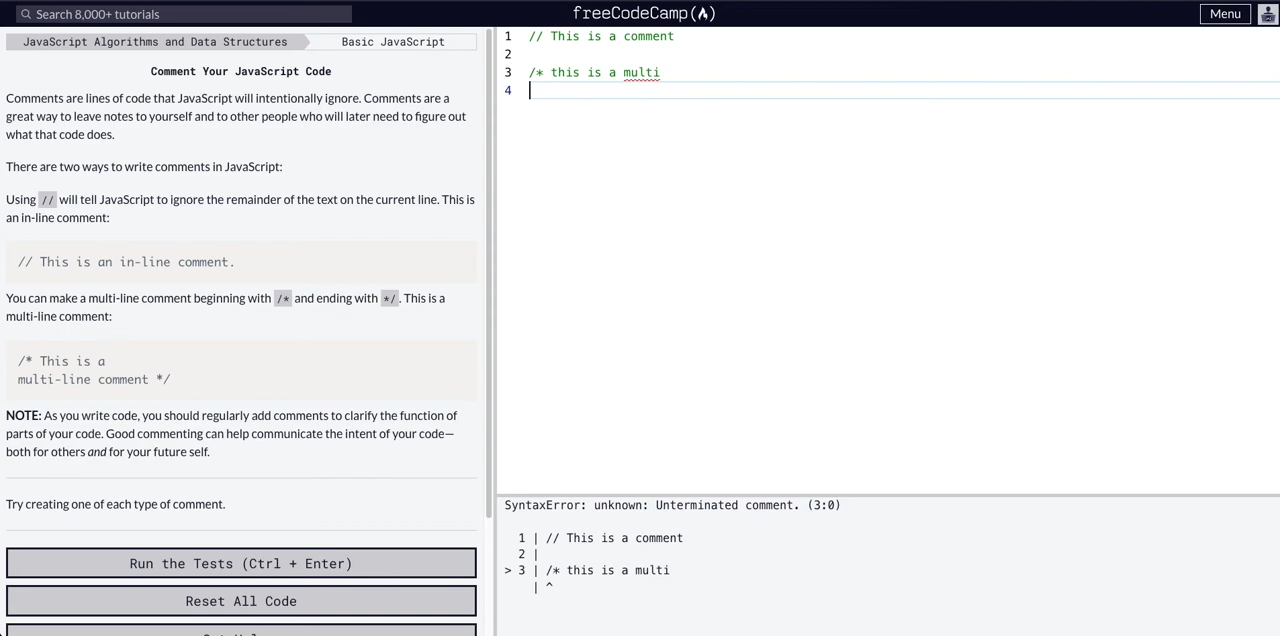 Search 8,000+ tutorials
freeCodeCamp
Menu
JavaScript Algorithms and Data Structures
Basic JavaScript
Comment Your JavaScript Code
Comments are lines of code that JavaScript will intentionally ignore. Comments are a
great way to leave notes to yourself and to other people who will later need to figure out
what that code does.
There are two ways to write comments in JavaScript:
Using // will tell JavaScript to ignore the remainder of the text on the current line. This is
an in-line comment:
// This is an in-line comment.
You can make a multi-line comment beginning with /* and ending with */. This is a
multi-line comment:
/* This is a
multi-line comment */
NOTE: As you write code, you should regularly add comments to clarify the function of
parts of your code. Good commenting can help communicate the intent of your code—
both for others and for your future self.
Try creating one of each type of comment.
Run the Tests (Ctrl + Enter)
Reset All Code
1 // This is a comment
2
3 /* this is a multi
4
SyntaxError: unknown: Unterminated comment. (3:0)
1 | // This is a comment
2 |
> 3 | /* this is a multi
| ^